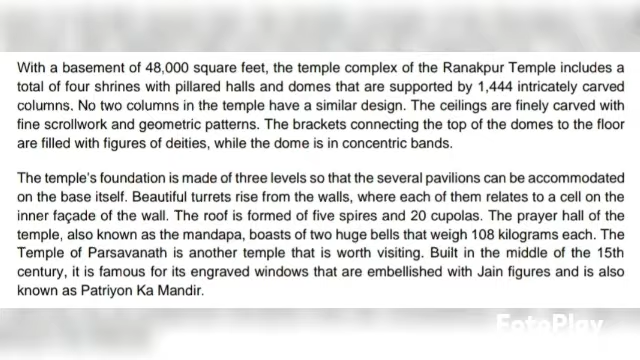 With a basement of 48,000 square feet, the temple complex of the Ranakpur Temple includes a
total of four shrines with pillared halls and domes that are supported by 1,444 intricately carved
columns. No two columns in the temple have a similar design. The ceilings are finely carved with
fine scrollwork and geometric patterns. The brackets connecting the top of the domes to the floor
are filled with figures of deities, while the dome is in concentric bands.
The temple's foundation is made of three levels so that the several pavilions can be accommodated
on the base itself. Beautiful turrets rise from the walls, where each of them relates to a cell on the
inner façade of the wall. The roof is formed of five spires and 20 cupolas. The prayer hall of the
temple, also known as the mandapa, boasts of two huge bells that weigh 108 kilograms each. The
Temple of Parsavanath is another temple that is worth visiting. Built in the middle of the 15th
century, it is famous for its engraved windows that are embellished with Jain figures and is also
known as Patriyon Ka Mandir.
FotoPlay